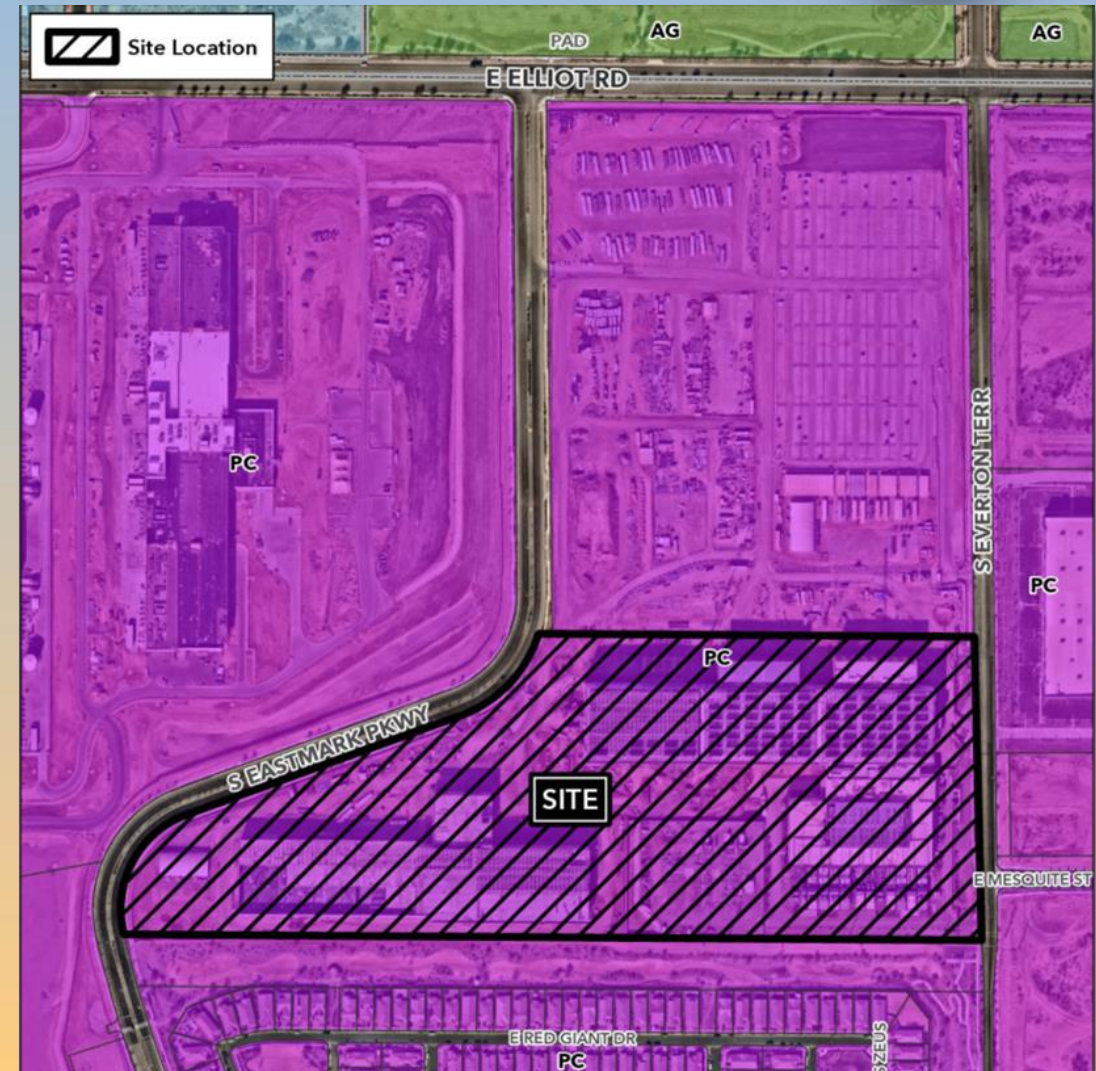 Site Location
PAD
AG
AG
E ELLIOT RD
PC
S EVERTON TERR
PC
PC
S EASTMARK PKWY
SITE
E MESQUITE ST
E RED GIANT DR
PC
S ZEUS